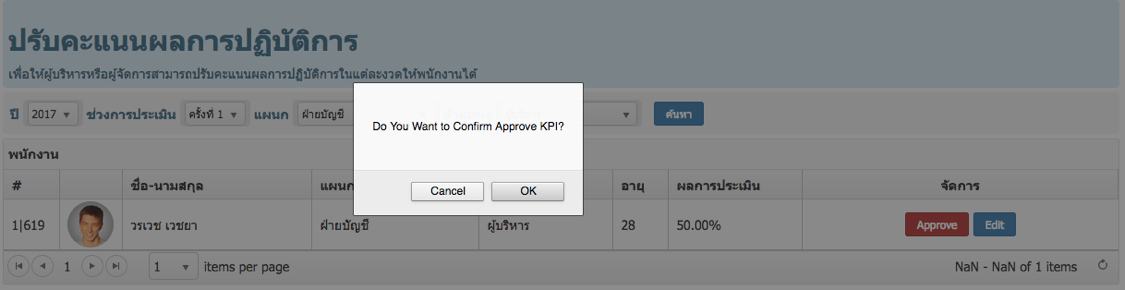 ปรับคะแนนผลการปฏิบัติการ
เพื่อให้ผู้บริหารหรือผู้จัดการสามารถปรับคะแนนผลการปฏิบัติการในแต่ละงวดให้พนักงานได้
ปี 2017 ช่วงการประเมิน ครั้งที่ 1 แผนก ฝ่ายบัญชี ค้นหา
Do You Want to Confirm Approve KPI?
Cancel OK
พนักงาน
# ชื่อ-นามสกุล แผนก อายุ ผลการประเมิน จัดการ
1|619 วรเวช เวชยา ฝ่ายบัญชี ผู้บริหาร 28 50.00% Approve Edit
1 1 items per page NaN - NaN of 1 items